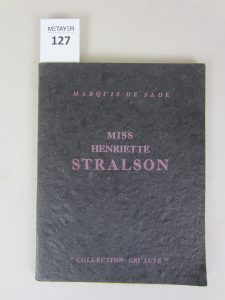 METAYER
127
MARQUIS DE SADE
MISS
HENRIETTE
STRALSON
"COLLECTION CRUAUTÉ"